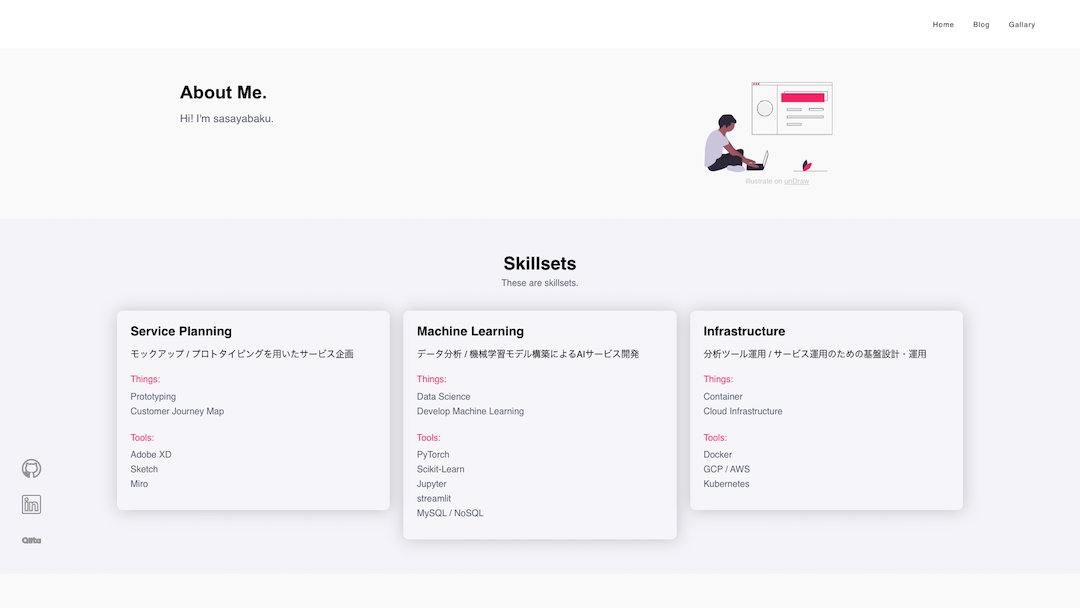 Home Blog Gallary
About Me.
Hi! I'm sasayabaku.
Illustrate on unDraw
Skillsets
These are skillsets.
Service Planning
モックアップ / プロトタイピングを用いたサービス企画
Things:
Prototyping
Customer Journey Map
Tools:
Adobe XD
Sketch
Miro
Machine Learning
データ分析 / 機械学習モデル構築によるAIサービス開発
Things:
Data Science
Develop Machine Learning
Tools:
PyTorch
Scikit-Learn
Jupyter
streamlit
MySQL / NoSQL
Infrastructure
分析ツール運用 / サービス運用のための基盤設計・運用
Things:
Container
Cloud Infrastructure
Tools:
Docker
GCP / AWS
Kubernetes
in
Qiita